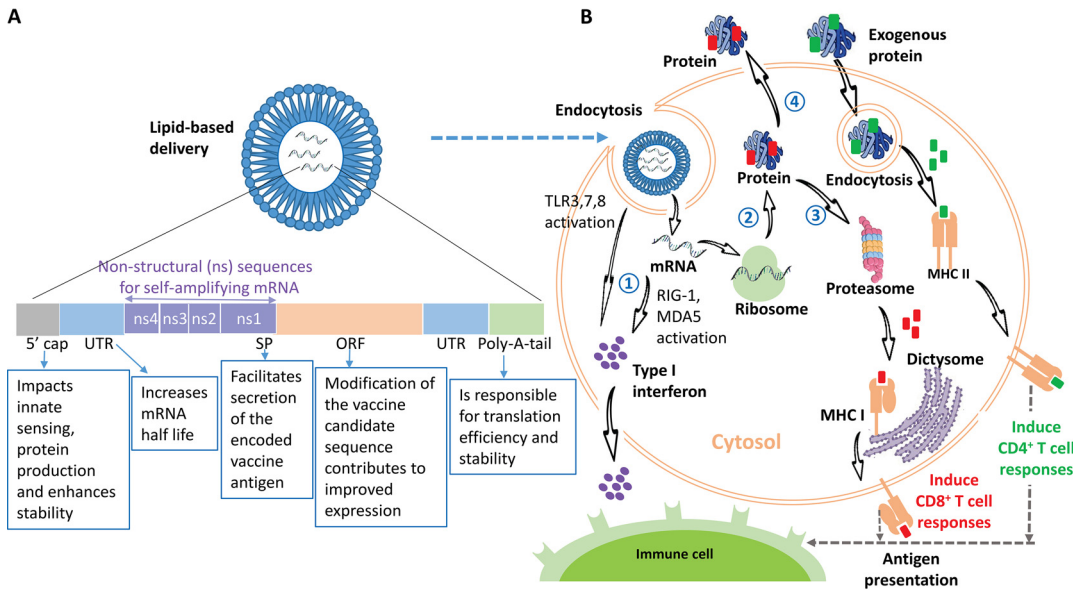 A
Lipid-based
delivery
Non-structural (ns) sequences
for self-amplifying mRNA
ns4
ns3
ns2
ns1
5’ cap
UTR
SP
ORF
UTR
Poly-A-tail
Impacts
innate
sensing,
protein
production
and enhances
stability
Increases
mRNA
half life
Facilitates
secretion
of the
encoded
vaccine
antigen
Modification of
the vaccine
candidate
sequence
contributes to
improved
expression
Is responsible
for translation
efficiency and
stability
B
Protein
Exogenous
protein
Endocytosis
4
Protein
Endocytosis
TLR3,7,8
activation
2
3
mRNA
1
RIG-1,
MDA5
activation
Ribosome
Proteasome
MHC II
Type I
interferon
Dictysome
MHC I
Cytosol
Induce
CD4+ T cell
responses
Induce
CD8+ T cell
responses
Immune cell
Antigen
presentation